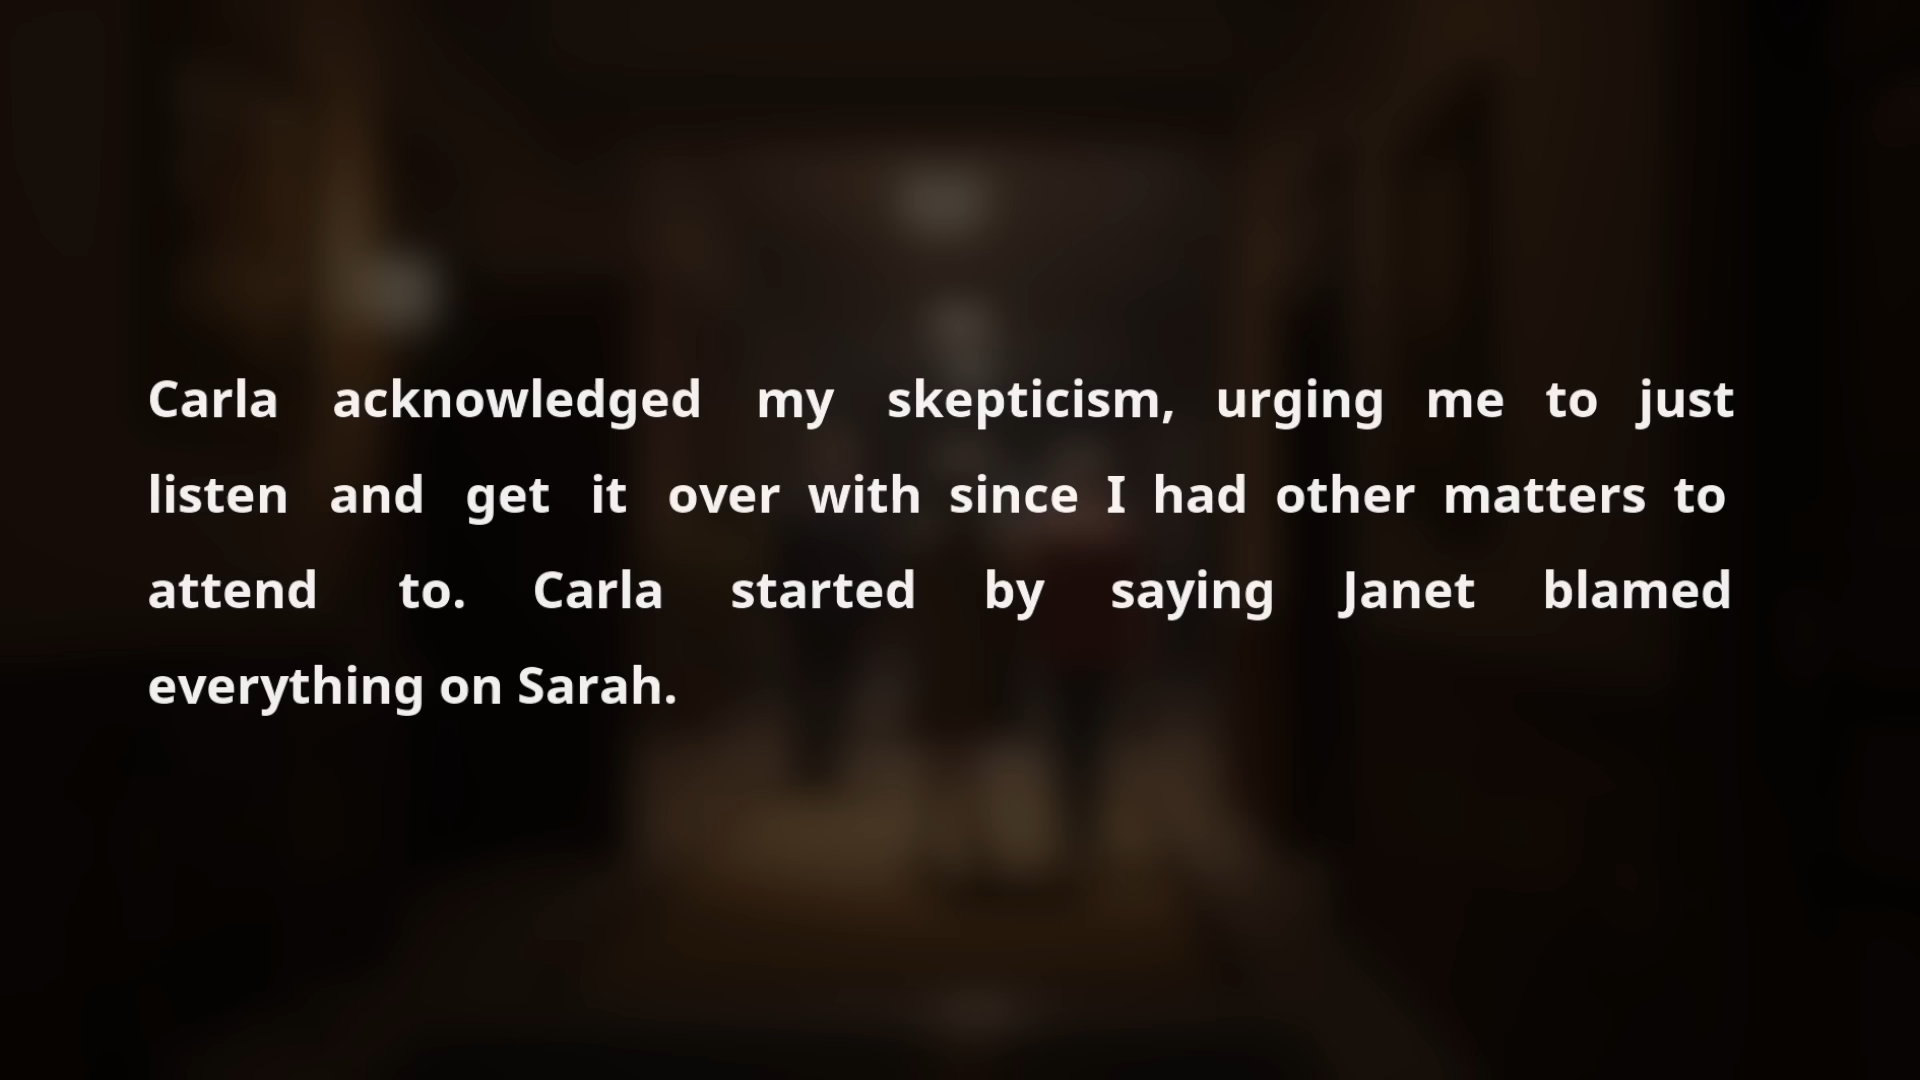 Carla acknowledged my skepticism, urging me to just
listen and get it over with since I had other matters to
attend to. Carla started by saying Janet blamed
everything on Sarah.